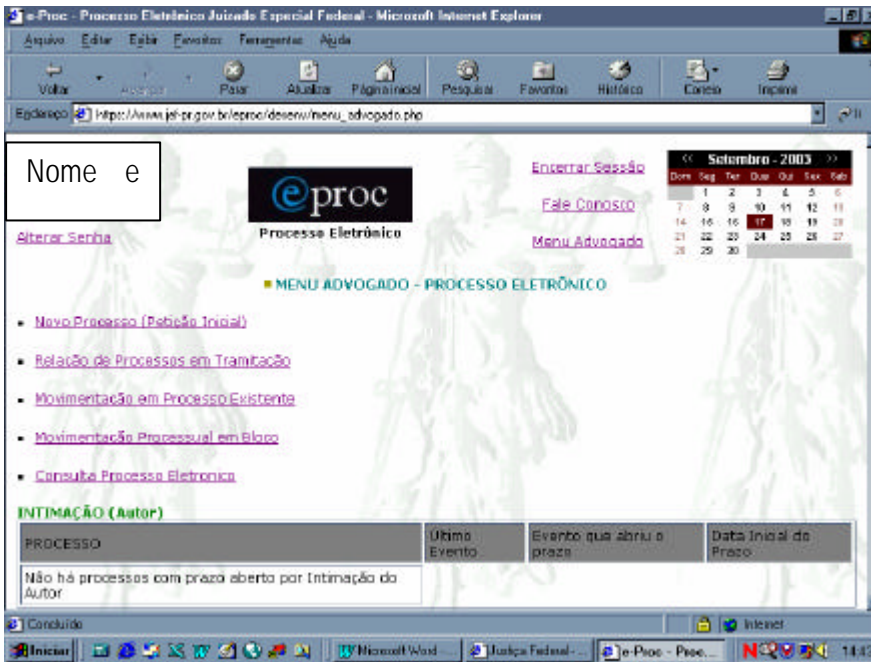 e-Proc - Processo Eletrônico Juizado Especial Federal - Microsoft Internet Explorer
Arquivo Editar Exibir Favoritos Ferramentas Ajuda
Voltar Avançar Parar Atualizar Página inicial Pesquisar Favoritos Histórico Correio Imprimir
Endereço https://www.jef-pr.gov.br/eproc/desenv/menu_advogado.php
Nome e
eproc
Processo Eletrônico
Encerrar Sessão
Fale Conosco
Menu Advogado
Alterar Senha
<< Setembro - 2003 >>
Dom Seg Ter Qua Qui Sex Sab
1 2 3 4 5 6
7 8 9 10 11 12 13
14 15 16 17 18 19 20
21 22 23 24 25 26 27
28 29 30
MENU ADVOGADO - PROCESSO ELETRÔNICO
Novo Processo (Petição Inicial)
Relação de Processos em Tramitação
Movimentação em Processo Existente
Movimentação Processual em Bloco
Consulta Processo Eletronico
INTIMAÇÃO (Autor)
PROCESSO Último Evento Evento que abriu o prazo Data Inicial do Prazo
Não há processos com prazo aberto por Intimação do
Autor
Concluído Internet
Iniciar Microsoft Word - ... Justiça Federal - ... e-Proc - Proc...